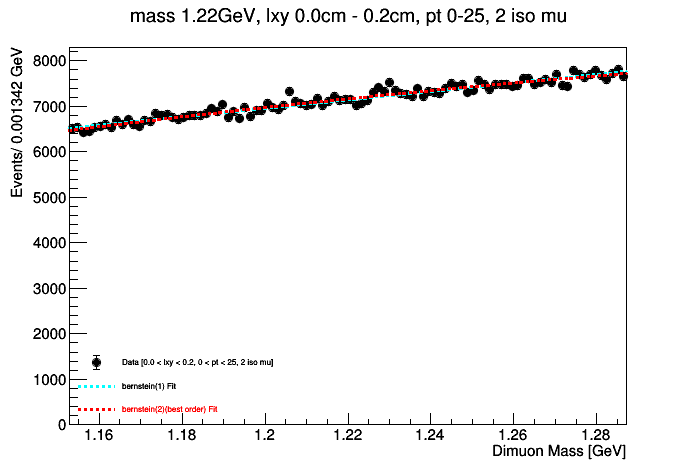 mass 1.22GeV, lxy 0.0cm - 0.2cm, pt 0-25, 2 iso mu
Events/ 0.001342 GeV
8000
7000
6000
5000
4000
3000
2000
1000
0
Data [0.0 < lxy < 0.2, 0 < pt < 25, 2 iso mu]
bernstein(1) Fit
bernstein(2)(best order) Fit
1.16 1.18 1.2 1.22 1.24 1.26 1.28
Dimuon Mass [GeV]